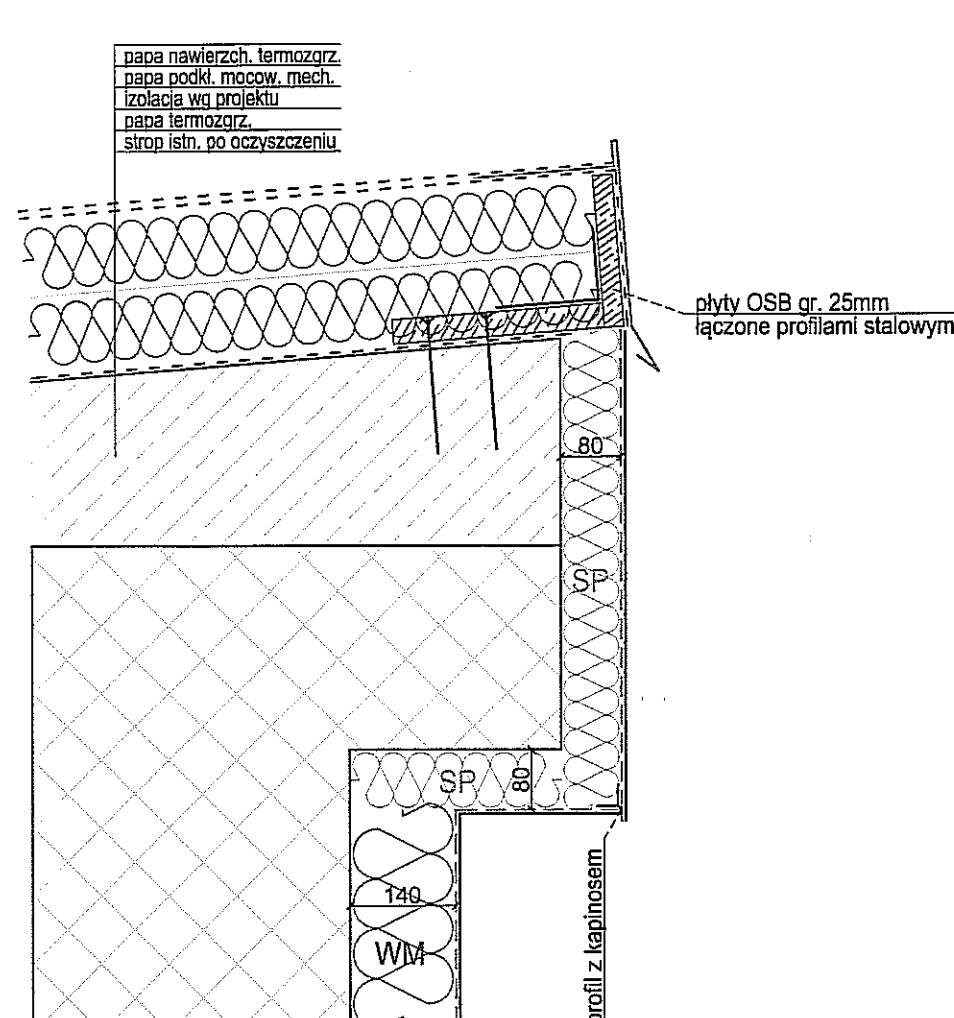 papa nawierzch. termozgrz.
papa podkł. mocow. mech.
izolacja wg projektu
papa termozgrz.
strop istn. po oczyszczeniu
płyty OSB gr. 25mm
łączone profilami stalowym
80
SP
SP
80
140
WM
profil z kapinosem